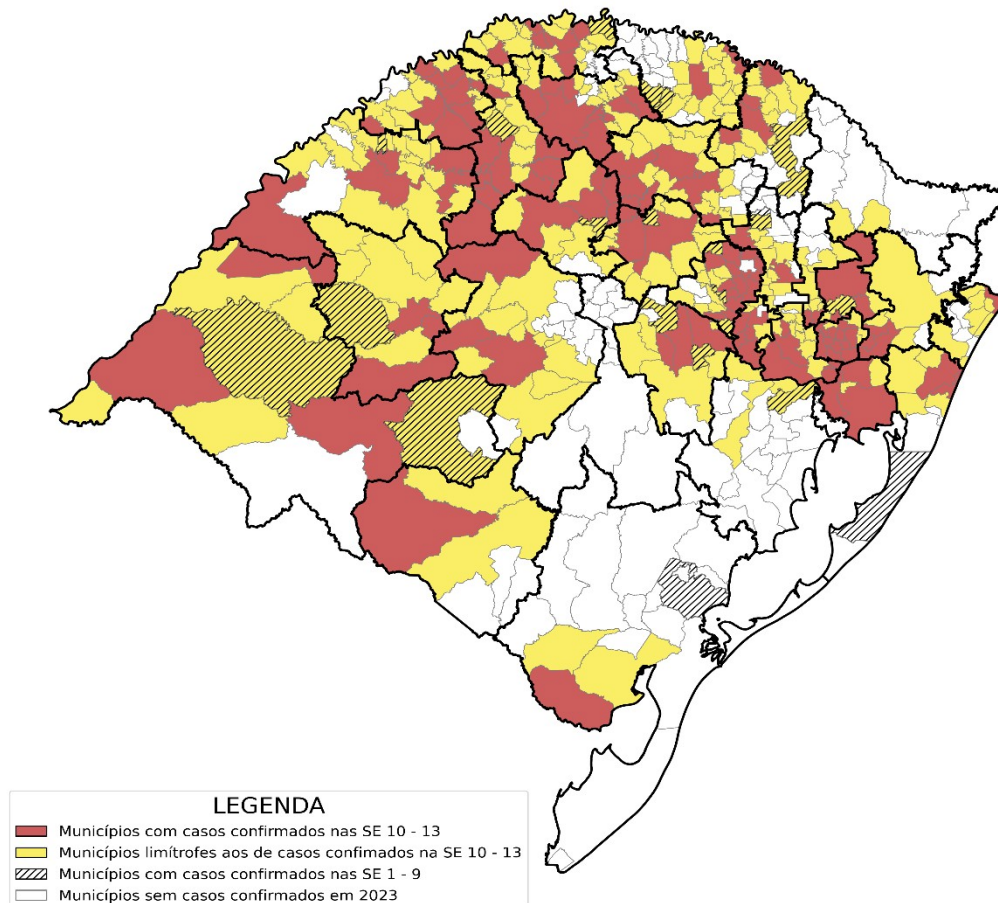 LEGENDA
Municípios com casos confirmados nas SE 10 - 13
Municípios limítrofes aos de casos confimados na SE 10 - 13
Municípios com casos confirmados nas SE 1 - 9
Municípios sem casos confirmados em 2023